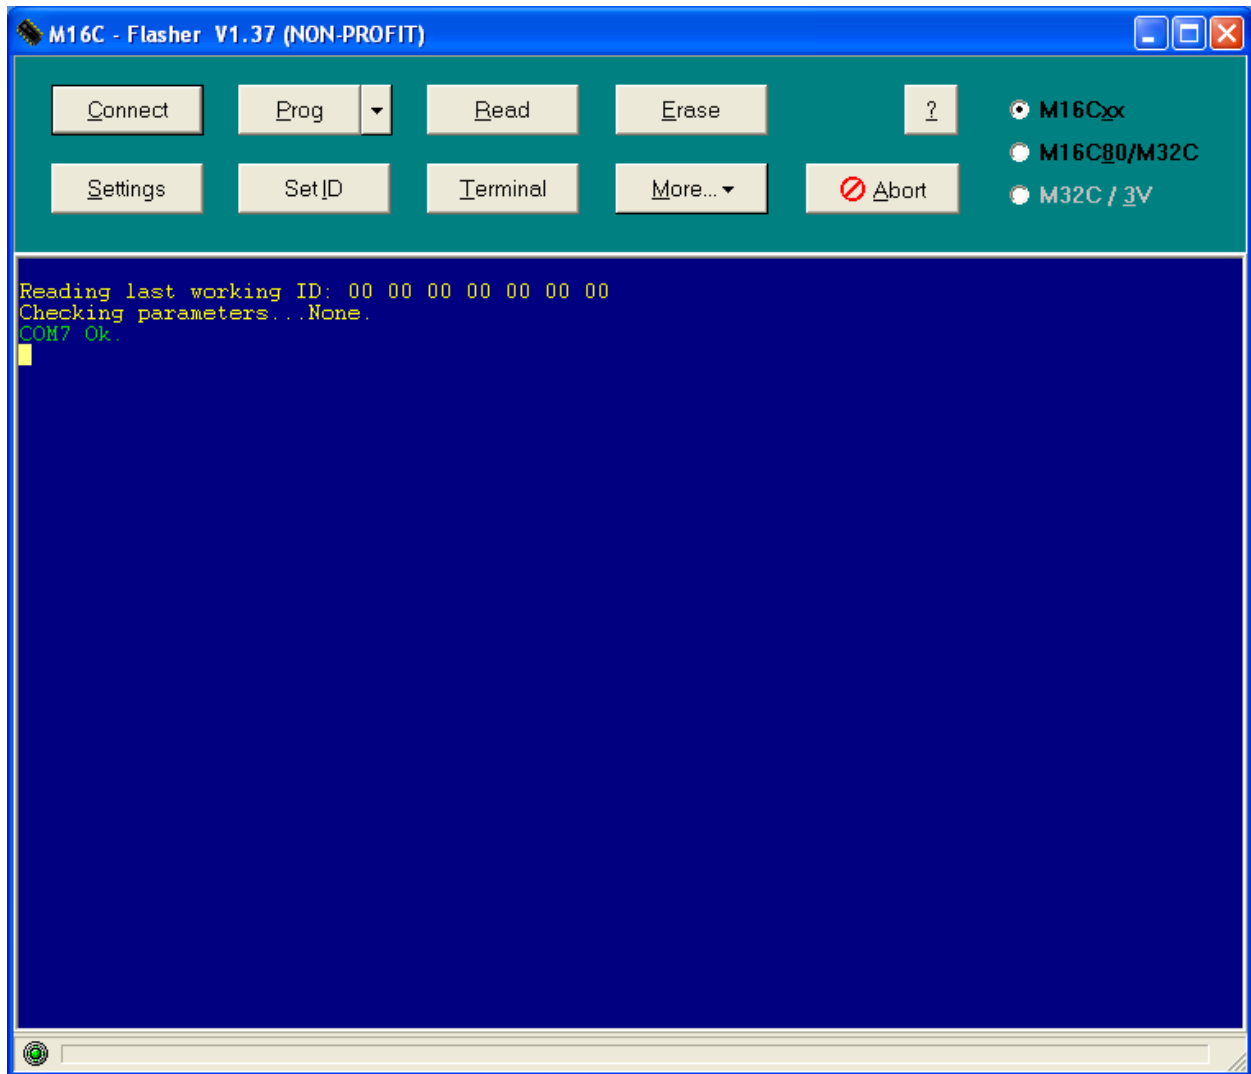 M16C - Flasher V1.37 (NON-PROFIT)
Connect Prog Read Erase ? M16Cxx
M16C80/M32C
Settings Set ID Terminal More... Abort M32C / 3V
Reading last working ID: 00 00 00 00 00 00 00
Checking parameters...None.
COM7 Ok.